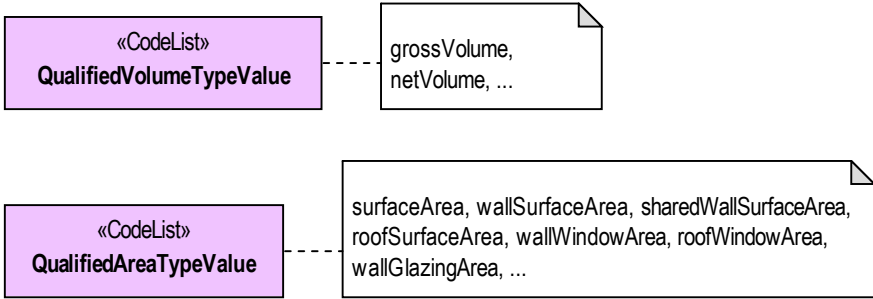 «CodeList»
QualifiedVolumeTypeValue
grossVolume,
netVolume, ...
«CodeList»
QualifiedAreaTypeValue
surfaceArea, wallSurfaceArea, sharedWallSurfaceArea,
roofSurfaceArea, wallWindowArea, roofWindowArea,
wallGlazingArea, ...